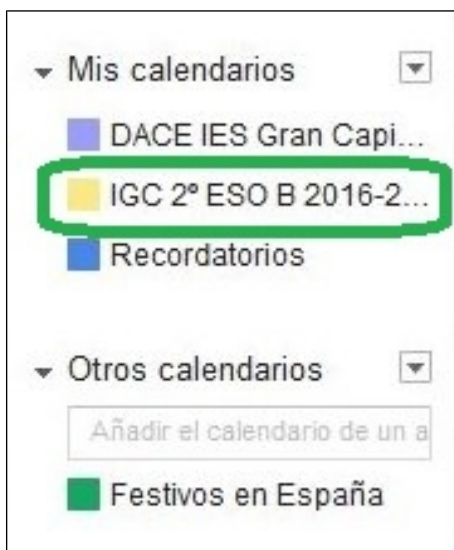 Mis calendarios
DACE IES Gran Capi...
IGC 2º ESO B 2016-2...
Recordatorios
Otros calendarios
Añadir el calendario de un a
Festivos en España